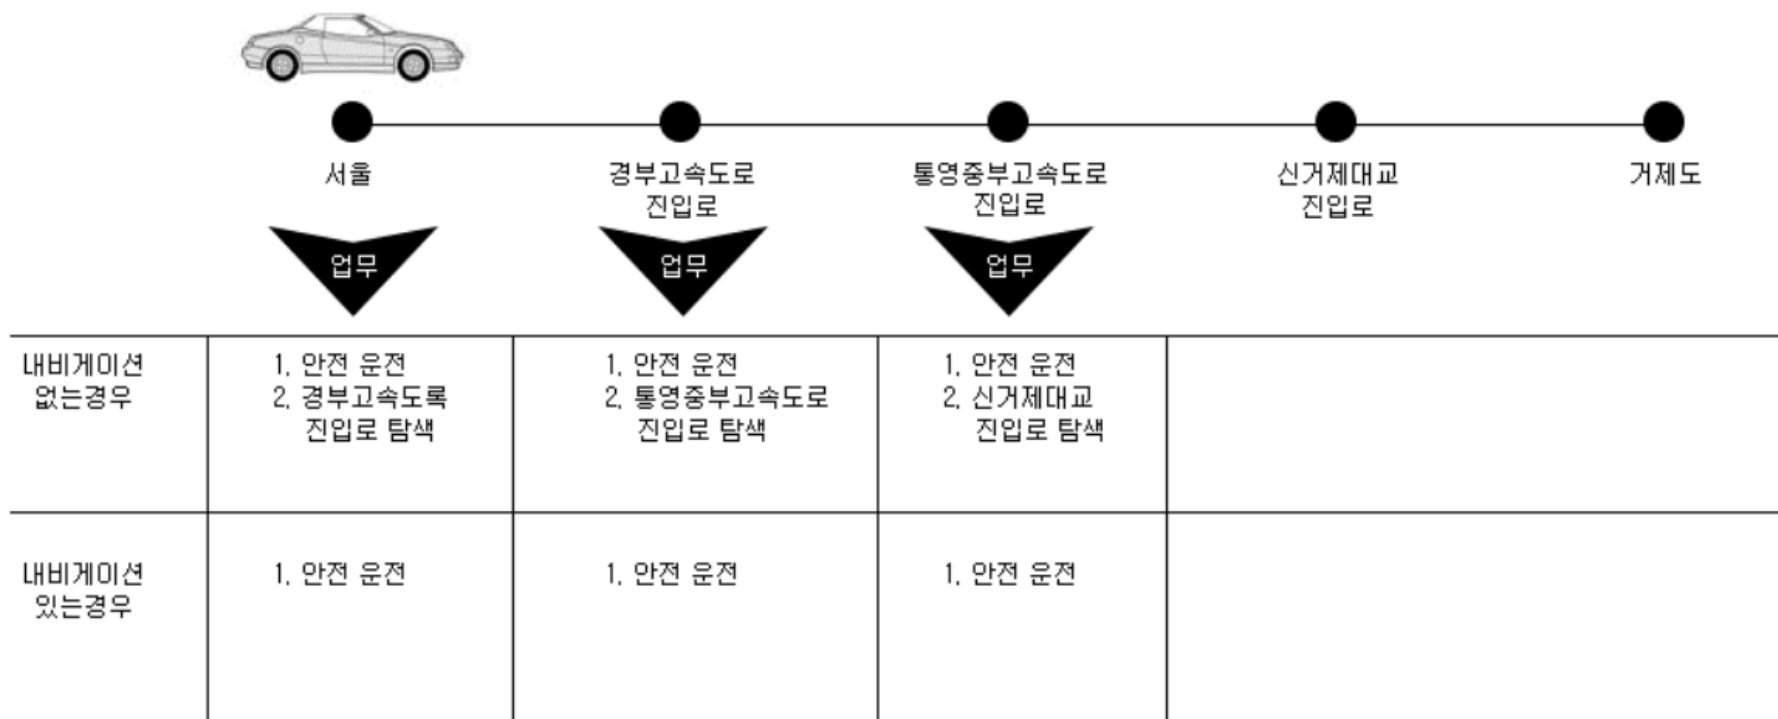 서울
경부고속도로
진입로
통영중부고속도로
진입로
신거제대교
진입로
거제도
업무
업무
업무
내비게이션
없는경우
1. 안전 운전
2. 경부고속도록
진입로 탐색
1. 안전 운전
2. 통영중부고속도로
진입로 탐색
1. 안전 운전
2. 신거제대교
진입로 탐색
내비게이션
있는경우
1. 안전 운전
1. 안전 운전
1. 안전 운전